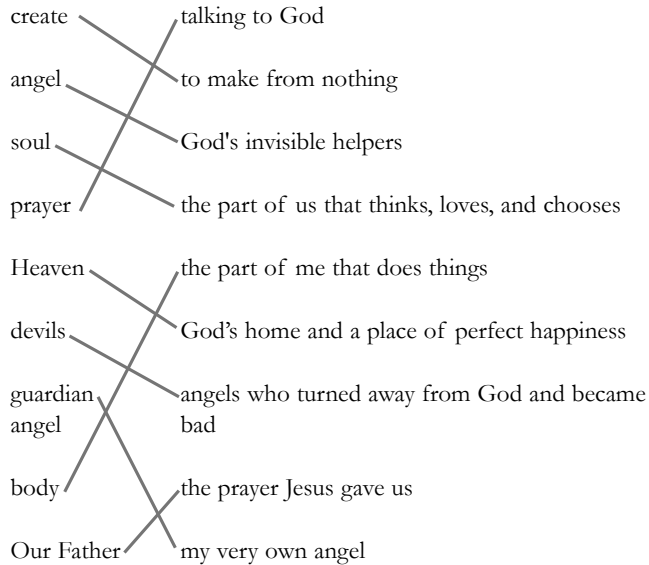 create talking to God
angel to make from nothing
soul God's invisible helpers
prayer the part of us that thinks, loves, and chooses
Heaven the part of me that does things
devils God’s home and a place of perfect happiness
guardian angels who turned away from God and became
angel bad
body the prayer Jesus gave us
Our Father my very own angel